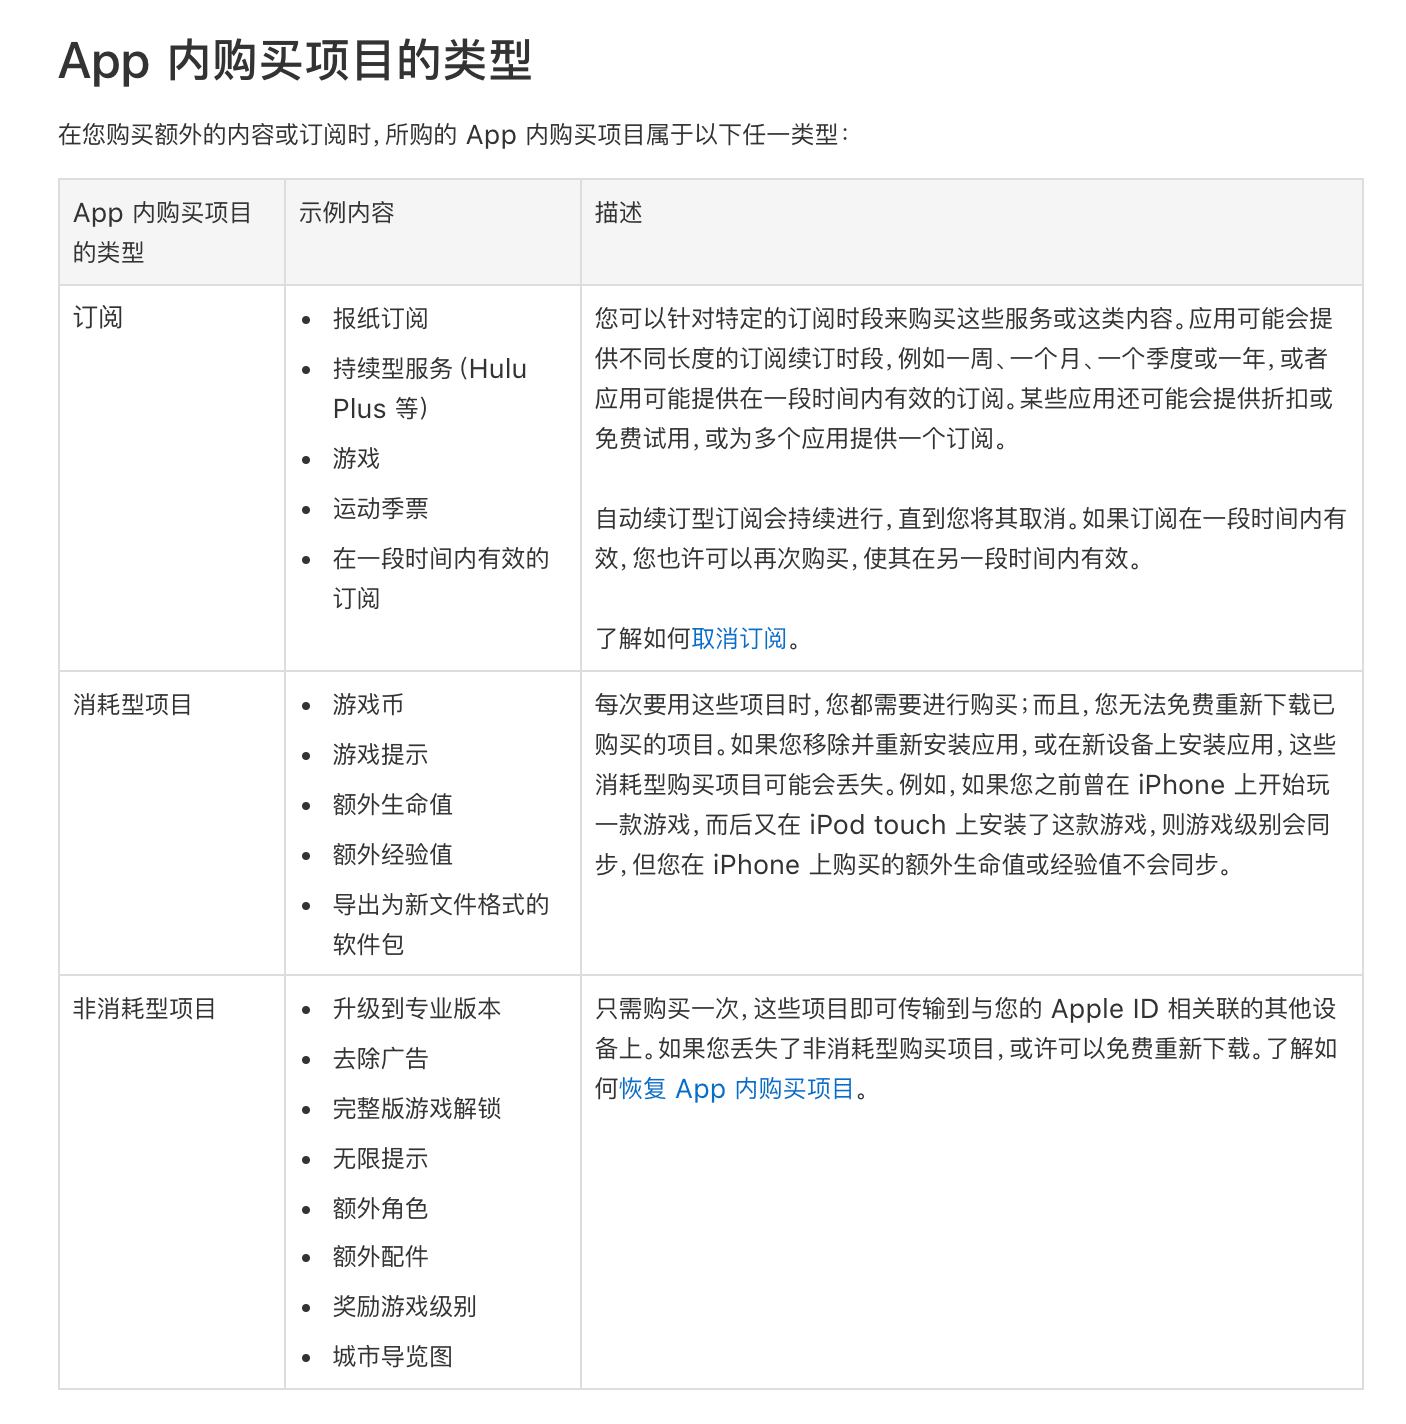 App 内购买项目的类型
在您购买额外的内容或订阅时，所购的 App 内购买项目属于以下任一类型：
App 内购买项目
的类型
示例内容
描述
订阅
• 报纸订阅
• 持续型服务（Hulu
Plus 等）
• 游戏
• 运动季票
• 在一段时间内有效的
订阅
您可以针对特定的订阅时段来购买这些服务或这类内容。应用可能会提
供不同长度的订阅续订时段，例如一周、一个月、一个季度或一年，或者
应用可能提供在一段时间内有效的订阅。某些应用还可能会提供折扣或
免费试用，或为多个应用提供一个订阅。
自动续订型订阅会持续进行，直到您将其取消。如果订阅在一段时间内有
效，您也许可以再次购买，使其在另一段时间内有效。
了解如何取消订阅。
消耗型项目
• 游戏币
• 游戏提示
• 额外生命值
• 额外经验值
• 导出为新文件格式的
软件包
每次要用这些项目时，您都需要进行购买；而且，您无法免费重新下载已
购买的项目。如果您移除并重新安装应用，或在新设备上安装应用，这些
消耗型购买项目可能会丢失。例如，如果您之前曾在 iPhone 上开始玩
一款游戏，而后又在 iPod touch 上安装了这款游戏，则游戏级别会同
步，但您在 iPhone 上购买的额外生命值或经验值不会同步。
非消耗型项目
• 升级到专业版本
• 去除广告
• 完整版游戏解锁
• 无限提示
• 额外角色
• 额外配件
• 奖励游戏级别
• 城市导览图
只需购买一次，这些项目即可传输到与您的 Apple ID 相关联的其他设
备上。如果您丢失了非消耗型购买项目，或许可以免费重新下载。了解如
何恢复 App 内购买项目。